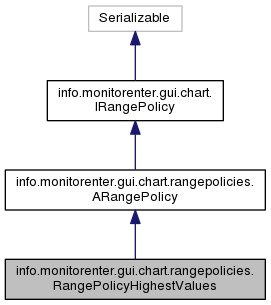 Serializable
info.monitorenter.gui.chart.
IRangePolicy
info.monitorenter.gui.chart.rangepolicies.
ARangePolicy
info.monitorenter.gui.chart.rangepolicies.
RangePolicyHighestValues